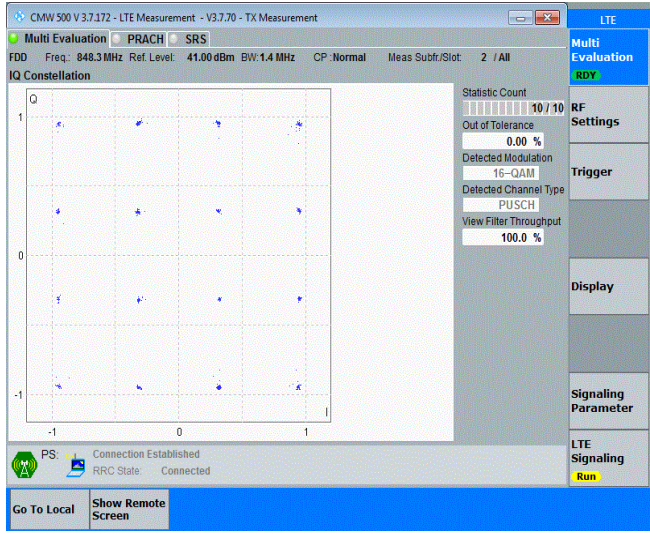 CMW 500 V 3.7.172 - LTE Measurement - V3.7.70 - TX Measurement
LTE
Multi Evaluation PRACH SRS
Multi
Evaluation
RDY
FDD Freq.: 848.3 MHz Ref. Level: 41.00 dBm BW: 1.4 MHz CP : Normal Meas Subfr./Slot: 2 / All
IQ Constellation
Q
1
0
-1
-1 0 1
I
Statistic Count
10 / 10
Out of Tolerance
0.00 %
Detected Modulation
16-QAM
Detected Channel Type
PUSCH
View Filter Throughput
100.0 %
RF
Settings
Trigger
Display
Signaling
Parameter
LTE
Signaling
Run
PS: Connection Established
RRC State: Connected
Go To Local
Show Remote
Screen